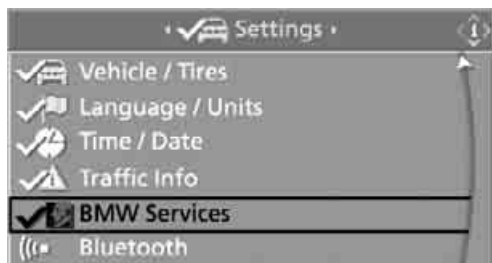 Settings
Vehicle / Tires
Language / Units
Time / Date
Traffic Info
BMW Services
Bluetooth